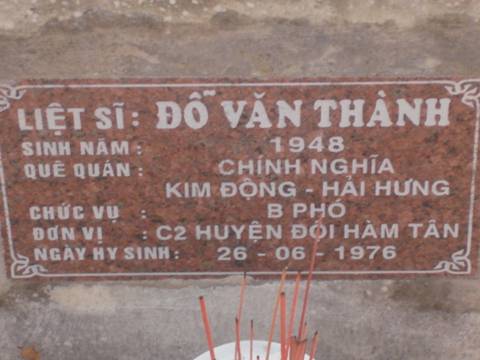 LIỆT SĨ: ĐỖ VĂN THÀNH
SINH NĂM: 1948
QUÊ QUÁN: CHÍNH NGHĨA
KIM ĐỘNG - HẢI HƯNG
CHỨC VỤ : B PHÓ
ĐƠN VỊ : C2 HUYỆN ĐỘI HÀM TÂN
NGÀY HY SINH: 26 - 06 - 1976